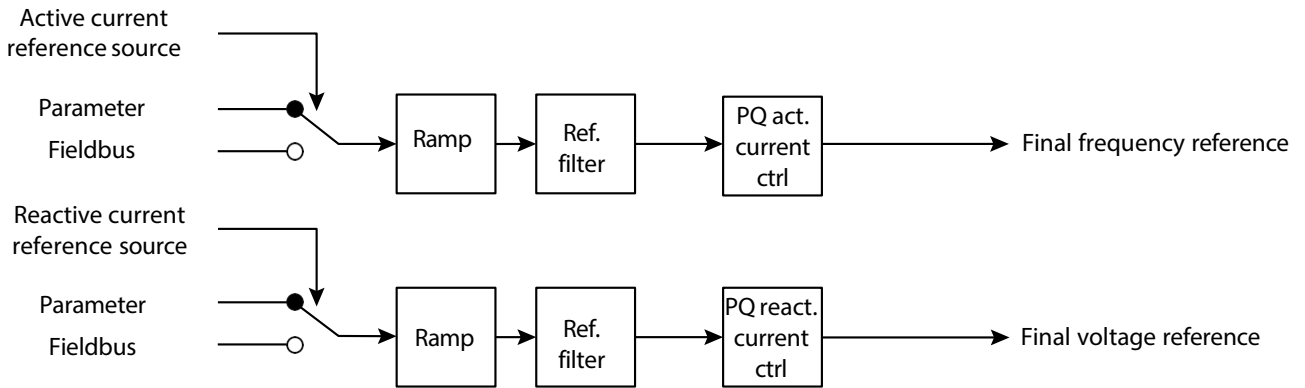 Active current
reference source
Parameter
Fieldbus
Ramp
Ref.
filter
PQ act.
current
ctrl
Final frequency reference
Reactive current
reference source
Parameter
Fieldbus
Ramp
Ref.
filter
PQ react.
current
ctrl
Final voltage reference